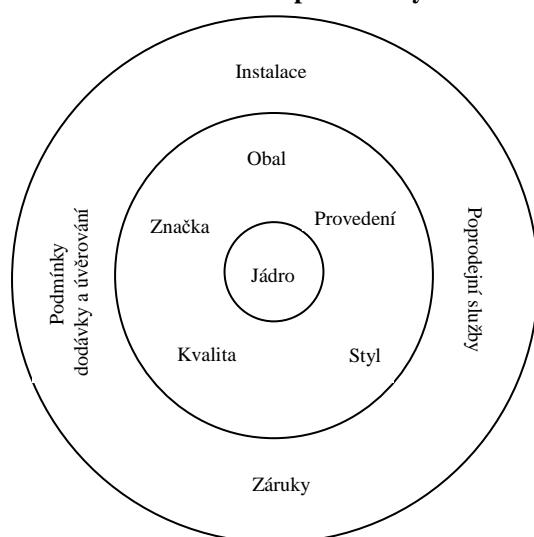 Instalace
Obal
Značka
Provedení
Podmínky
dodávky a úvěrování
Poprodejní služby
Jádro
Kvalita
Styl
Záruky